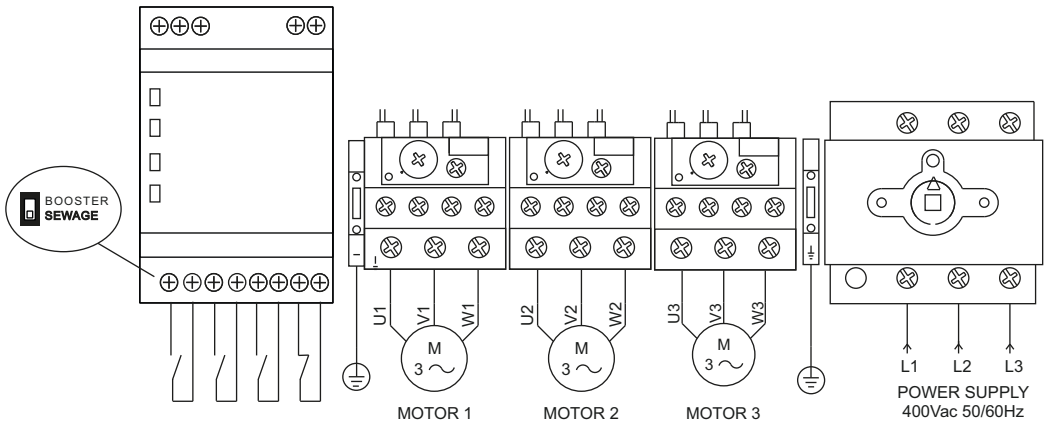 BOOSTER
SEWAGE
U1 V1 W1
U2 V2 W2
U3 V3 W3
M
3
M
3
M
3
MOTOR 1
MOTOR 2
MOTOR 3
L1 L2 L3
POWER SUPPLY
400Vac 50/60Hz